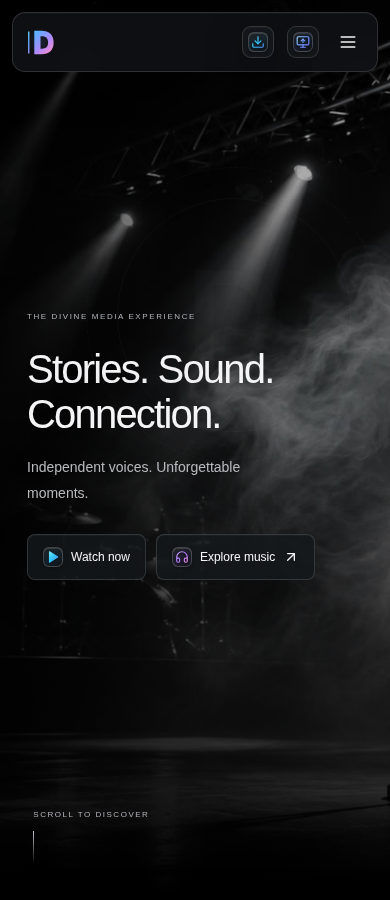 D
THE DIVINE MEDIA EXPERIENCE
Stories. Sound.
Connection.
Independent voices. Unforgettable
moments.
Watch now
Explore music
SCROLL TO DISCOVER